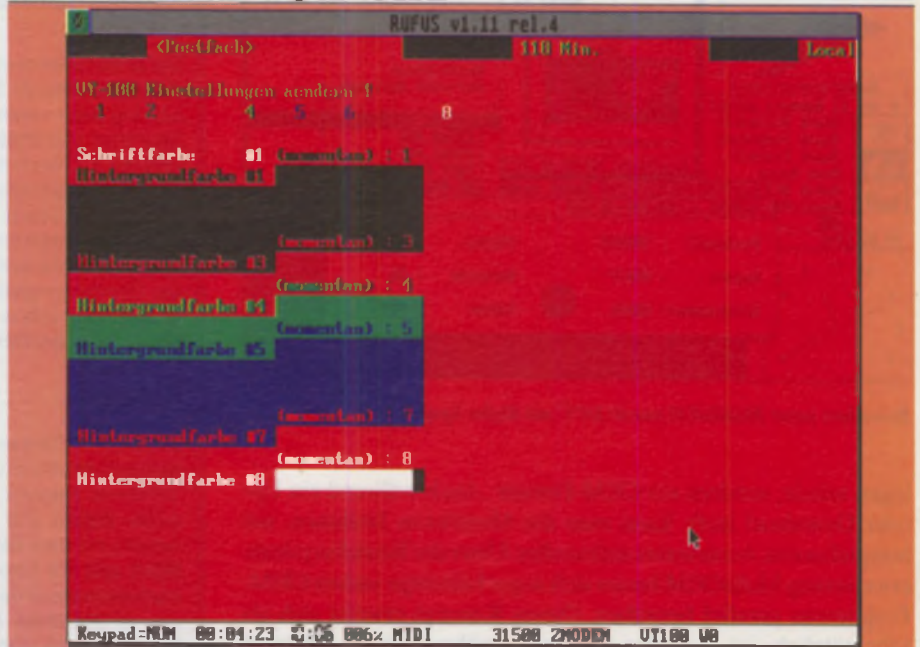 RUFUS v1.11 rel.4
<Postfach> 118 Min. Local
VT-100 Einstellungen aendern !
1 2 4 5 6 8
Schriftfarbe #1 (momentan) : 1
Hintergrundfarbe #1
(momentan) : 3
Hintergrundfarbe #3
(momentan) : 4
Hintergrundfarbe #4
(momentan) : 5
Hintergrundfarbe #5
(momentan) : 7
Hintergrundfarbe #7
(momentan) : 8
Hintergrundfarbe #8
Keypad=NUM 00:04:23 006% MIDI 31500 ZMODEM VT100 W0